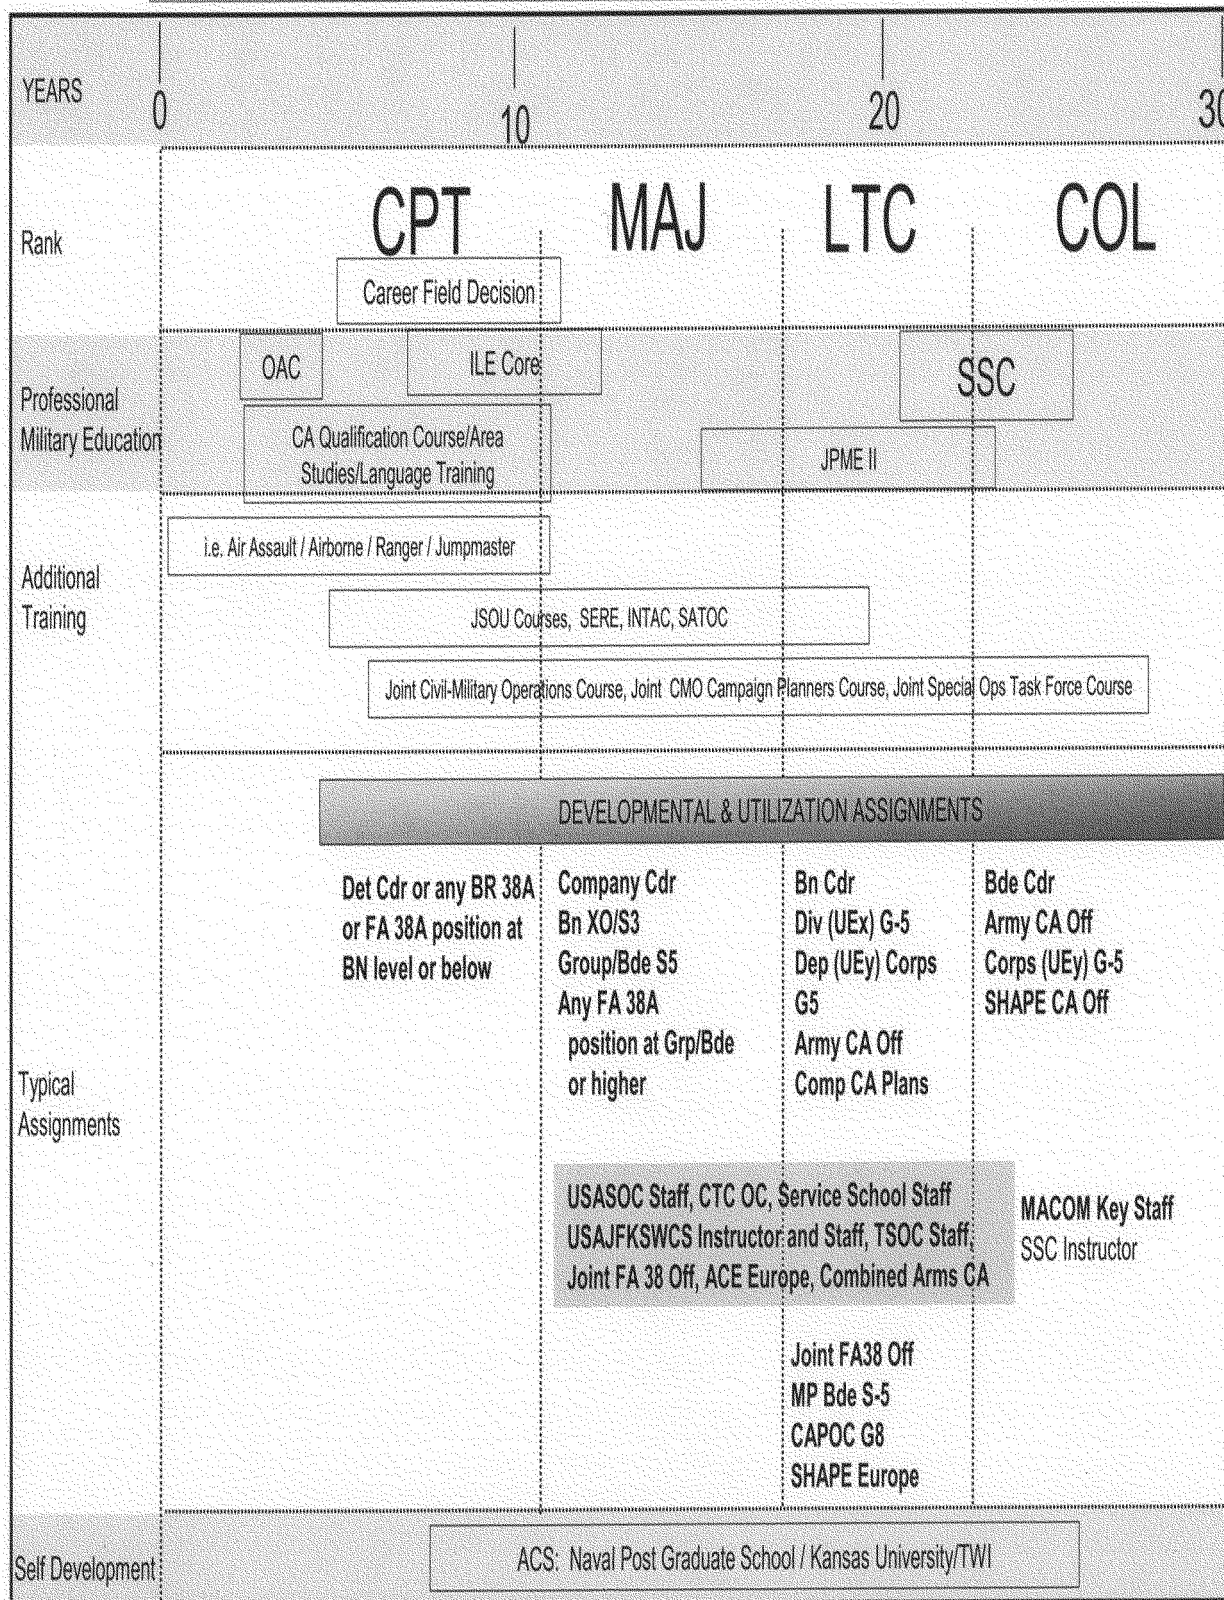 YEARS
0
10
20
30
Rank
CPT
MAJ
LTC
COL
Career Field Decision
Professional
Military Education
OAC
ILE Core
SSC
CA Qualification Course/Area
Studies/Language Training
JPME II
Additional
Training
i.e. Air Assault / Airborne / Ranger / Jumpmaster
JSOU Courses, SERE, INTAC, SATOC
Joint Civil-Military Operations Course, Joint CMO Campaign Planners Course, Joint Special Ops Task Force Course
Typical
Assignments
DEVELOPMENTAL & UTILIZATION ASSIGNMENTS
Det Cdr or any BR 38A
or FA 38A position at
BN level or below
Company Cdr
Bn XO/S3
Group/Bde S5
Any FA 38A
position at Grp/Bde
or higher
Bn Cdr
Div (UEx) G-5
Dep (UEy) Corps
G5
Army CA Off
Comp CA Plans
Bde Cdr
Army CA Off
Corps (UEy) G-5
SHAPE CA Off
USASOC Staff, CTC OC, Service School Staff
USAJFKSWCS Instructor and Staff, TSOC Staff,
Joint FA 38 Off, ACE Europe, Combined Arms CA
MACOM Key Staff
SSC Instructor
Joint FA38 Off
MP Bde S-5
CAPOC G8
SHAPE Europe
Self Development
ACS: Naval Post Graduate School / Kansas University/TWI